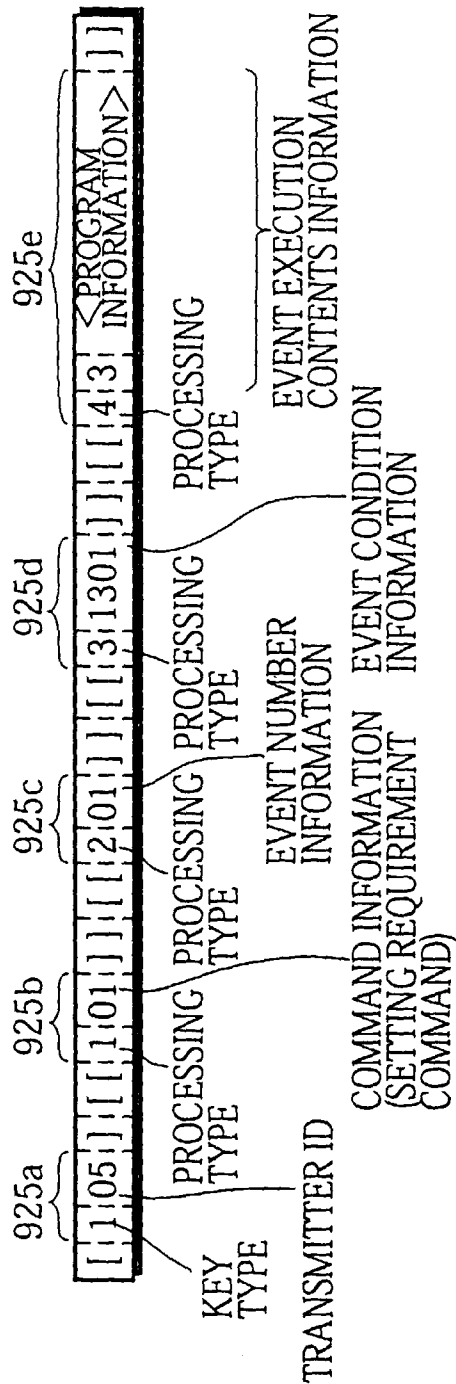 925a 925b 925c 925d 925e
[ 1 05 ] [ [ 1 01 ] ] [ [ 2 01 ] ] [ [ 3 1301 ] ] [ [ 4 3 <PROGRAM
INFORMATION> ] ]
KEY
TYPE
TRANSMITTER ID
PROCESSING
TYPE
COMMAND INFORMATION
(SETTING REQUIREMENT
COMMAND)
PROCESSING
TYPE
EVENT NUMBER
INFORMATION
PROCESSING
TYPE
EVENT CONDITION
INFORMATION
PROCESSING
TYPE
EVENT EXECUTION
CONTENTS INFORMATION